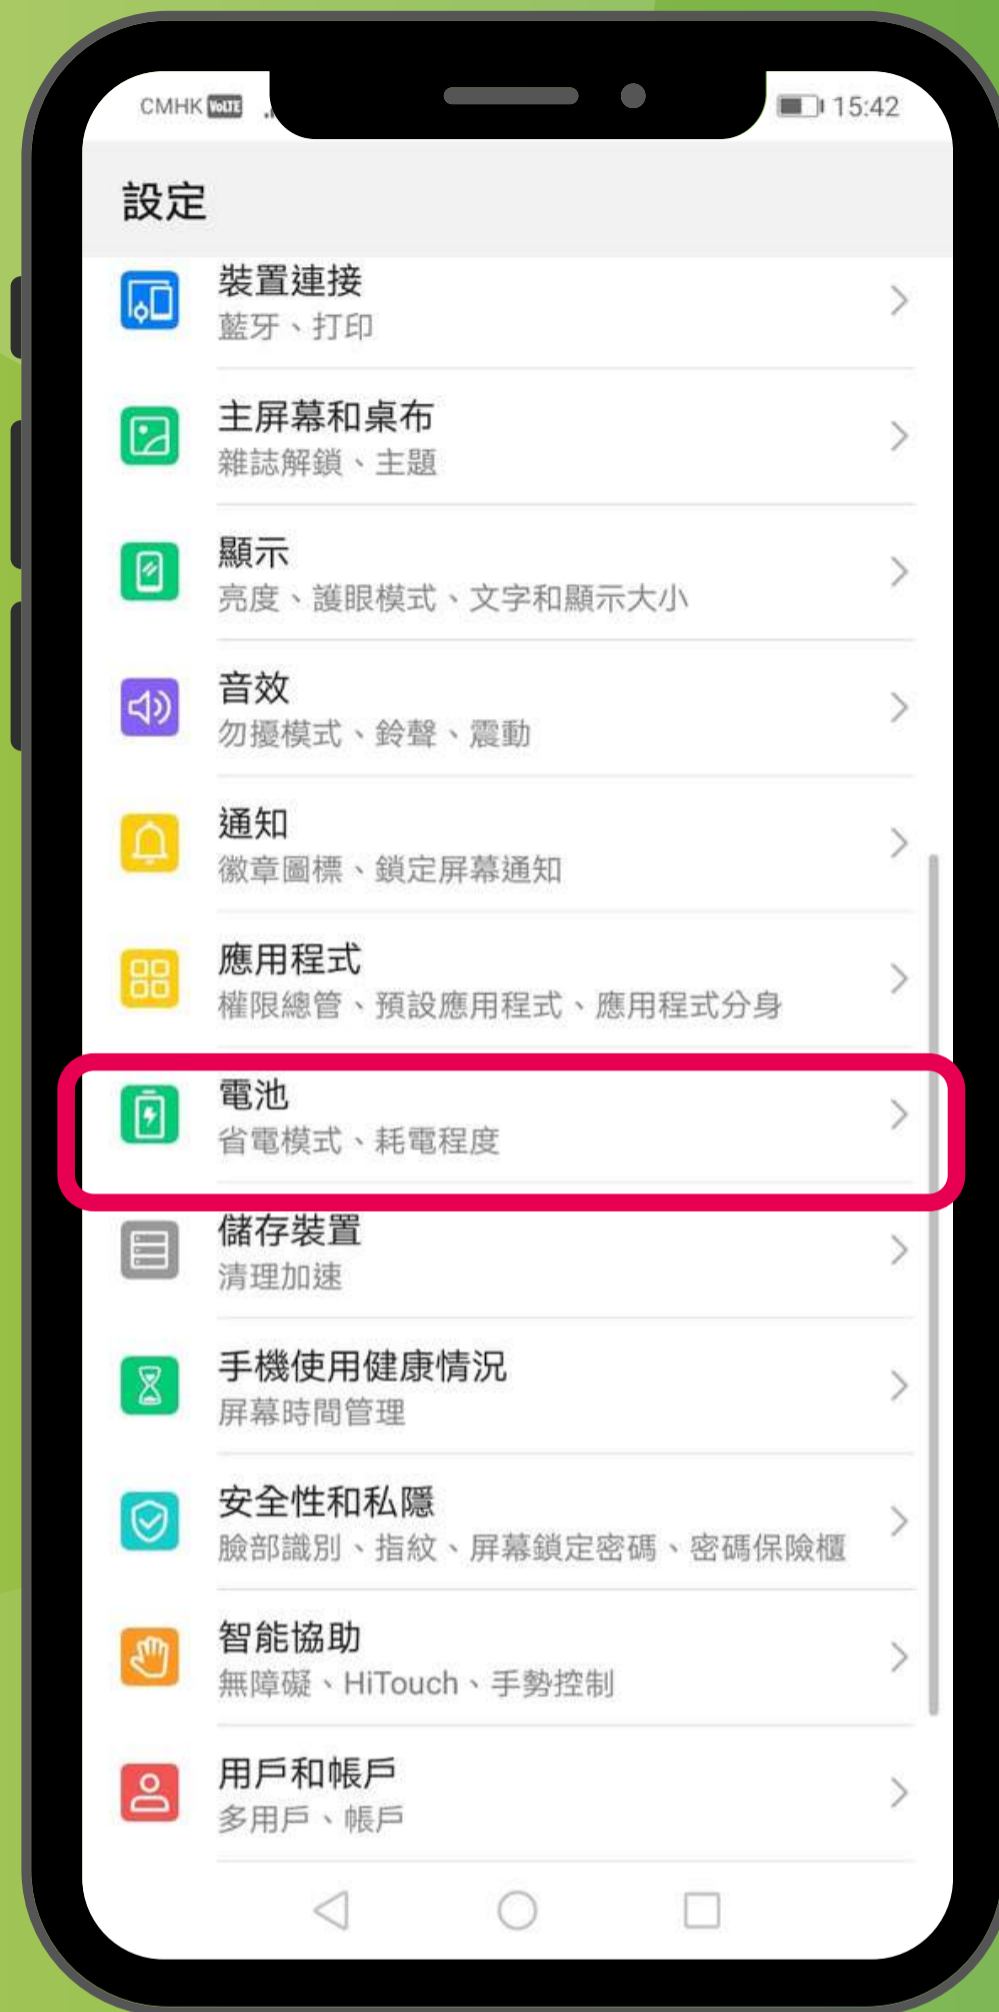 CMHK VoLTE
15:42
設定
裝置連接
藍牙、打印
主屏幕和桌布
雜誌解鎖、主題
顯示
亮度、護眼模式、文字和顯示大小
音效
勿擾模式、鈴聲、震動
通知
徽章圖標、鎖定屏幕通知
應用程式
權限總管、預設應用程式、應用程式分身
電池
省電模式、耗電程度
儲存裝置
清理加速
手機使用健康情況
屏幕時間管理
安全性和私隱
臉部識別、指紋、屏幕鎖定密碼、密碼保險櫃
智能協助
無障礙、HiTouch、手勢控制
用戶和帳戶
多用戶、帳戶